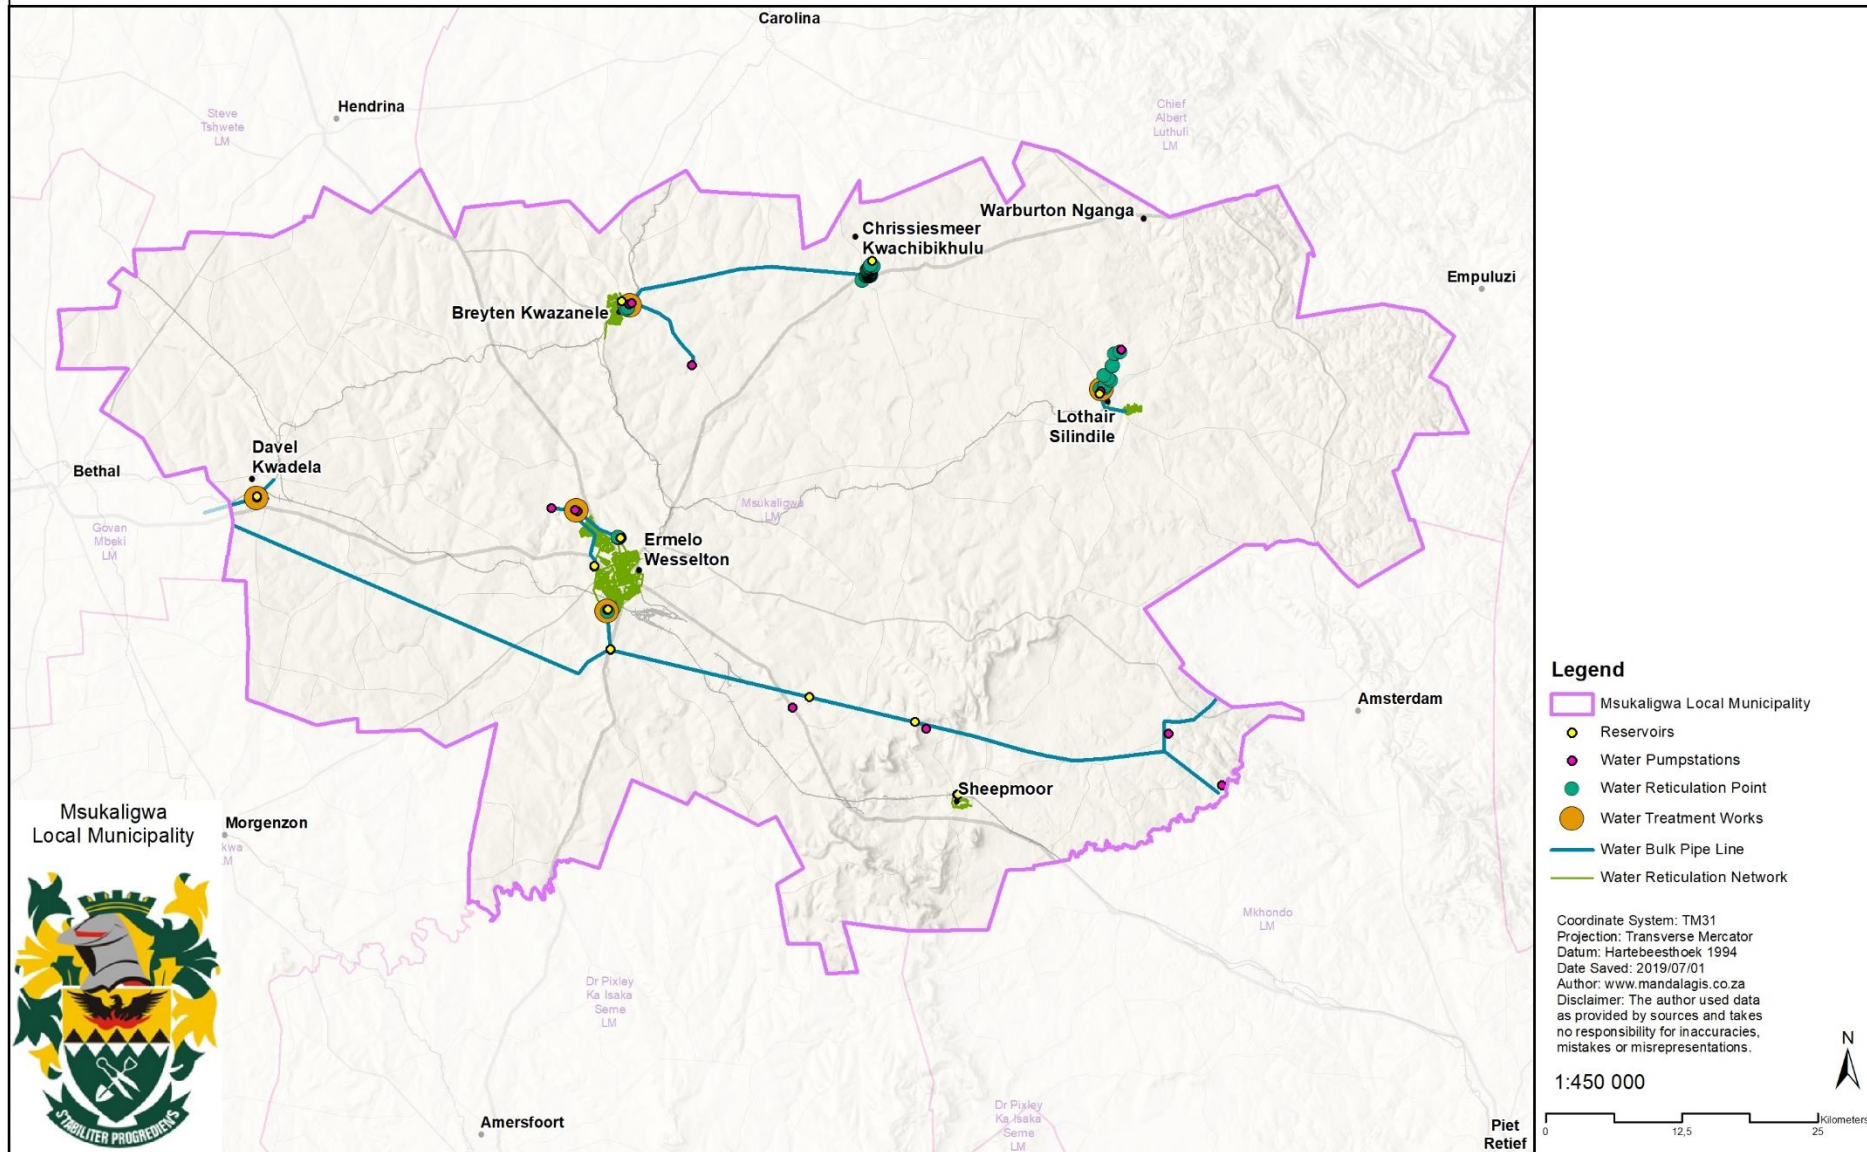 Carolina
Hendrina
Steve
Tshwete
LM
Chief
Albert
Luthuli
LM
Warburton Nganga
Chrissiesmeer
Kwachibikhulu
Empuluzi
Breyten Kwazanele
Lothair
Silindile
Davel
Kwadela
Bethal
Msukaligwa
LM
Govan
Mbeki
LM
Ermelo
Wesselton
Amsterdam
Sheepmoor
Msukaligwa
Local Municipality
Morgenzon
kwa
LM
Mkhondo
LM
Dr Pixley
Ka Isaka
Seme
LM
Dr Pixley
Ka Isaka
Seme
LM
Amersfoort
Piet
Retief
STABILITER PROGREDIENS
Legend
Msukaligwa Local Municipality
Reservoirs
Water Pumpstations
Water Reticulation Point
Water Treatment Works
Water Bulk Pipe Line
Water Reticulation Network
Coordinate System: TM31
Projection: Transverse Mercator
Datum: Hartebeesthoek 1994
Date Saved: 2019/07/01
Author: www.mandalagis.co.za
Disclaimer: The author used data
as provided by sources and takes
no responsibility for inaccuracies,
mistakes or misrepresentations.
N
1:450 000
Kilometers
0 12,5 25